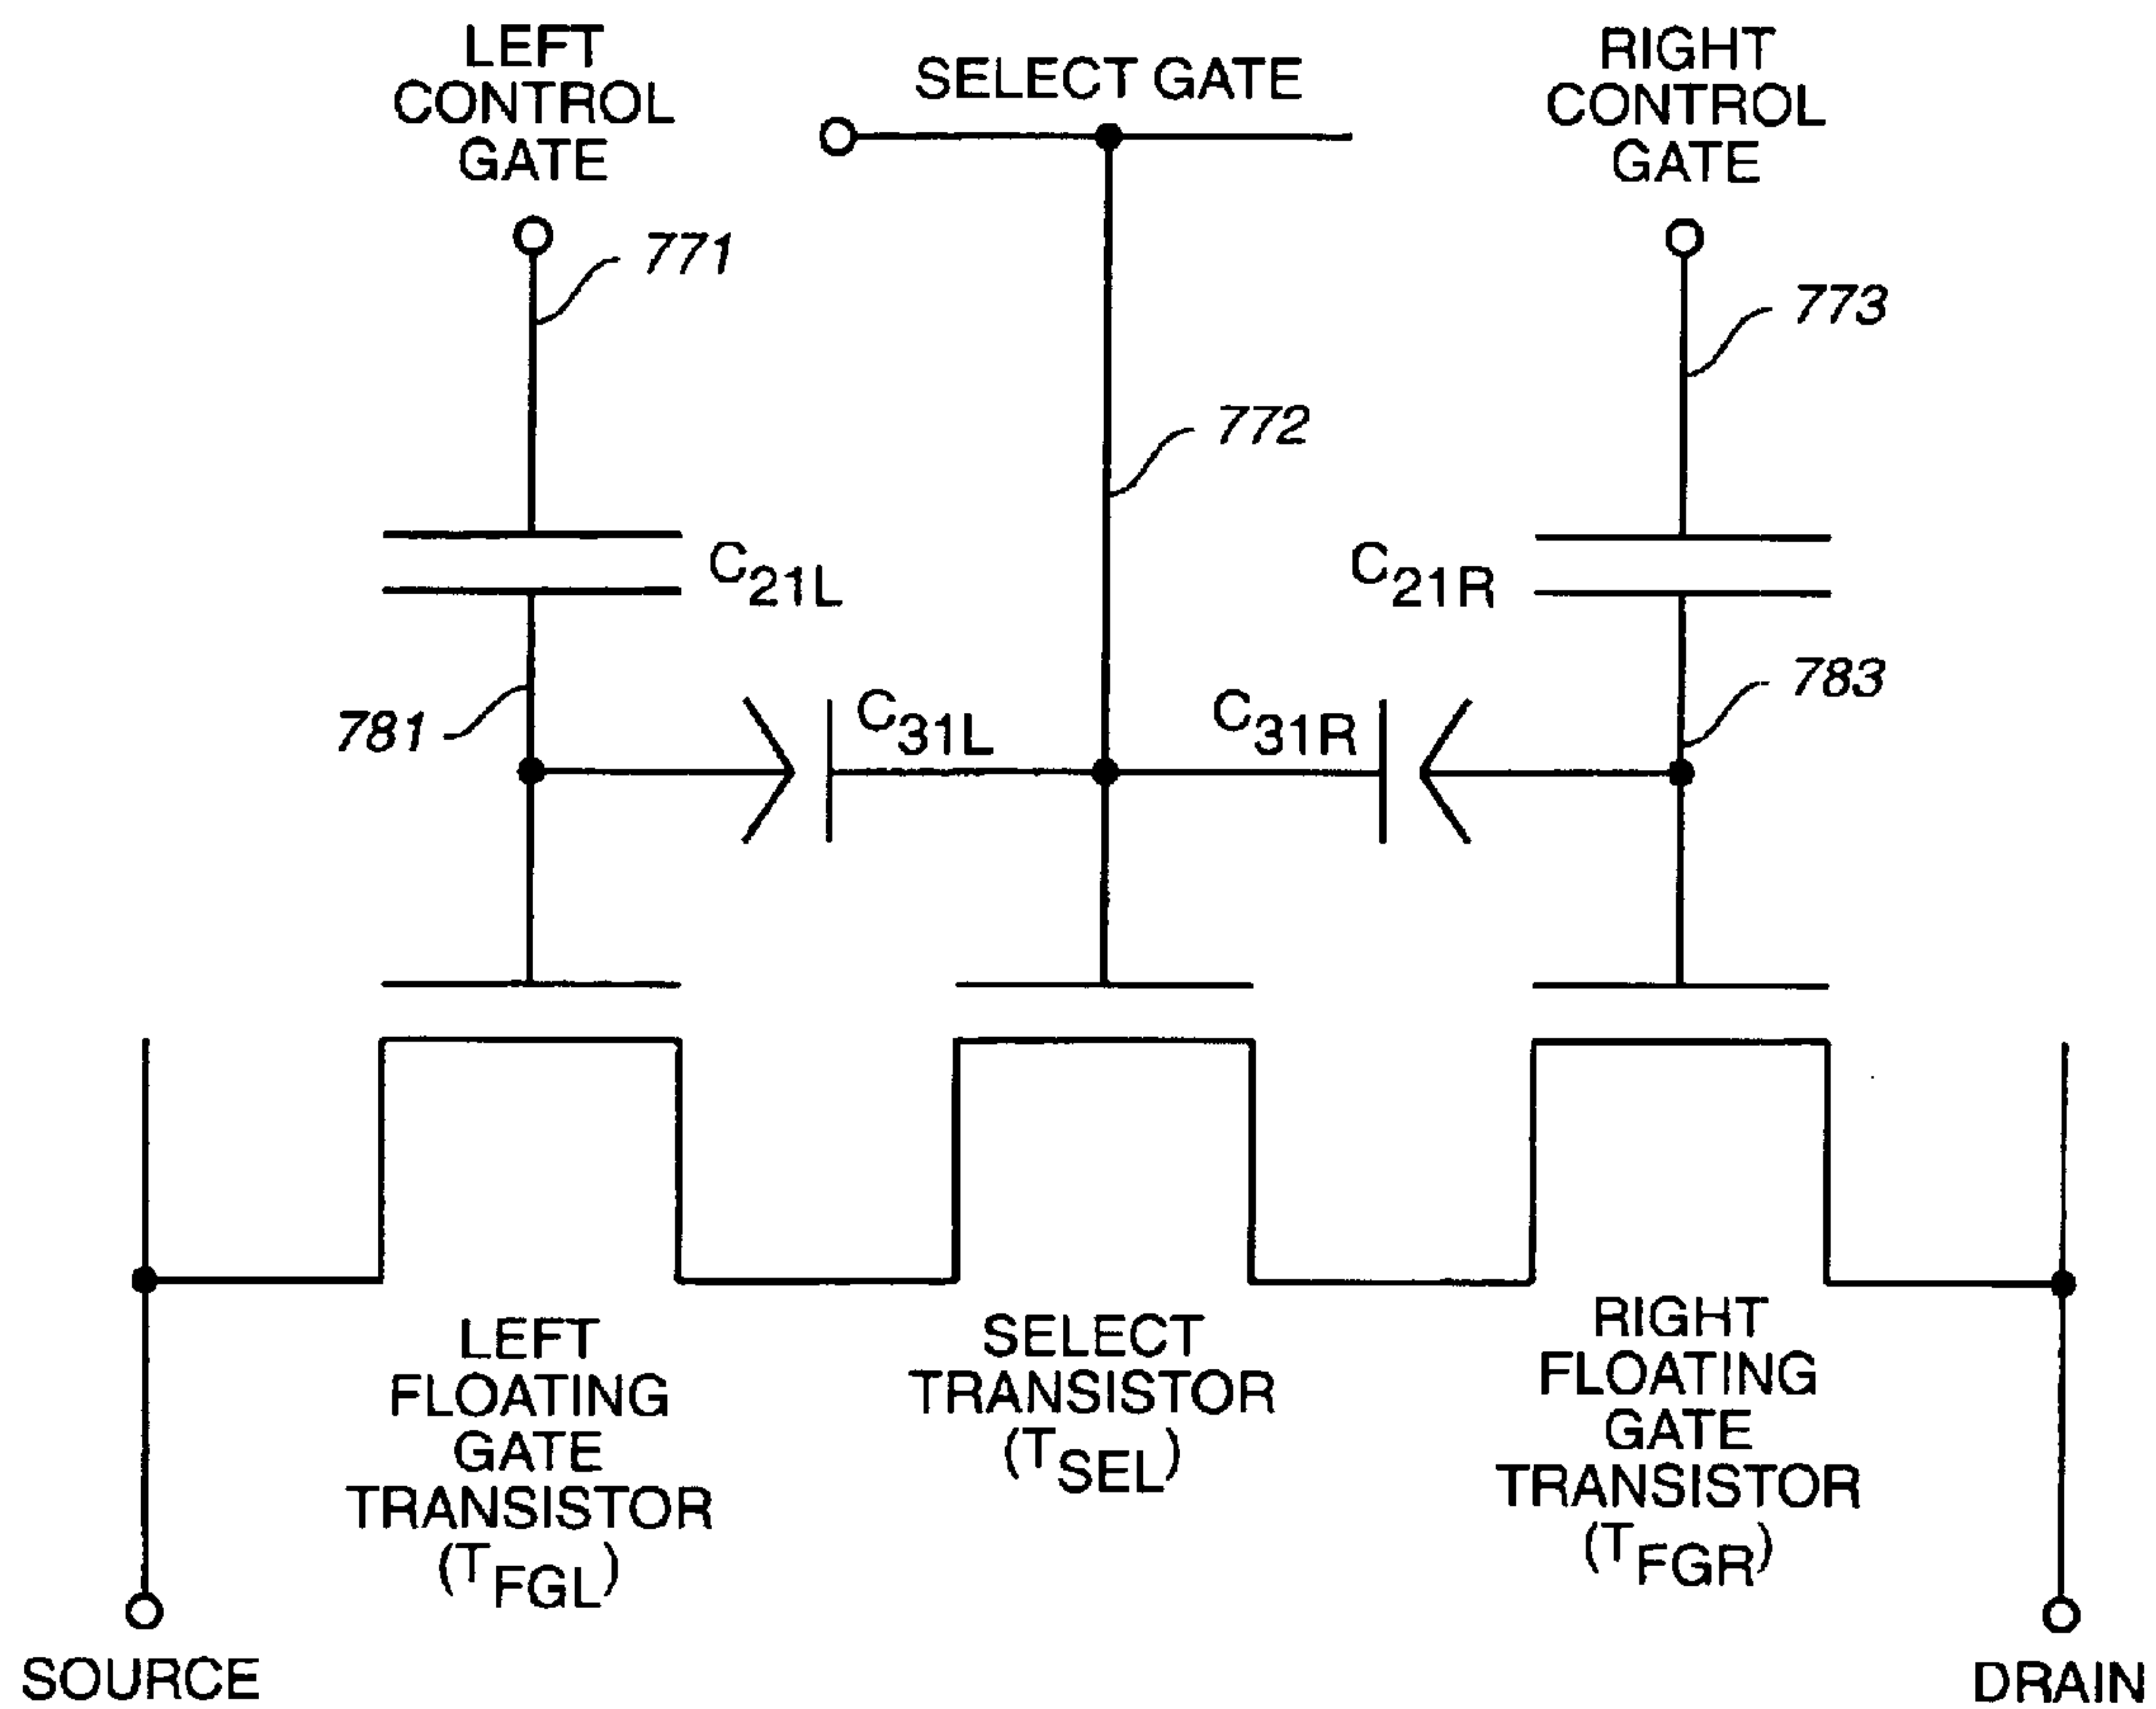 LEFT
CONTROL
GATE
SELECT GATE
RIGHT
CONTROL
GATE
771
773
772
C21L
C21R
781
C31L
C31R
783
LEFT
FLOATING
GATE
TRANSISTOR
(TFGL)
SELECT
TRANSISTOR
(TSEL)
RIGHT
FLOATING
GATE
TRANSISTOR
(TFGR)
SOURCE
DRAIN